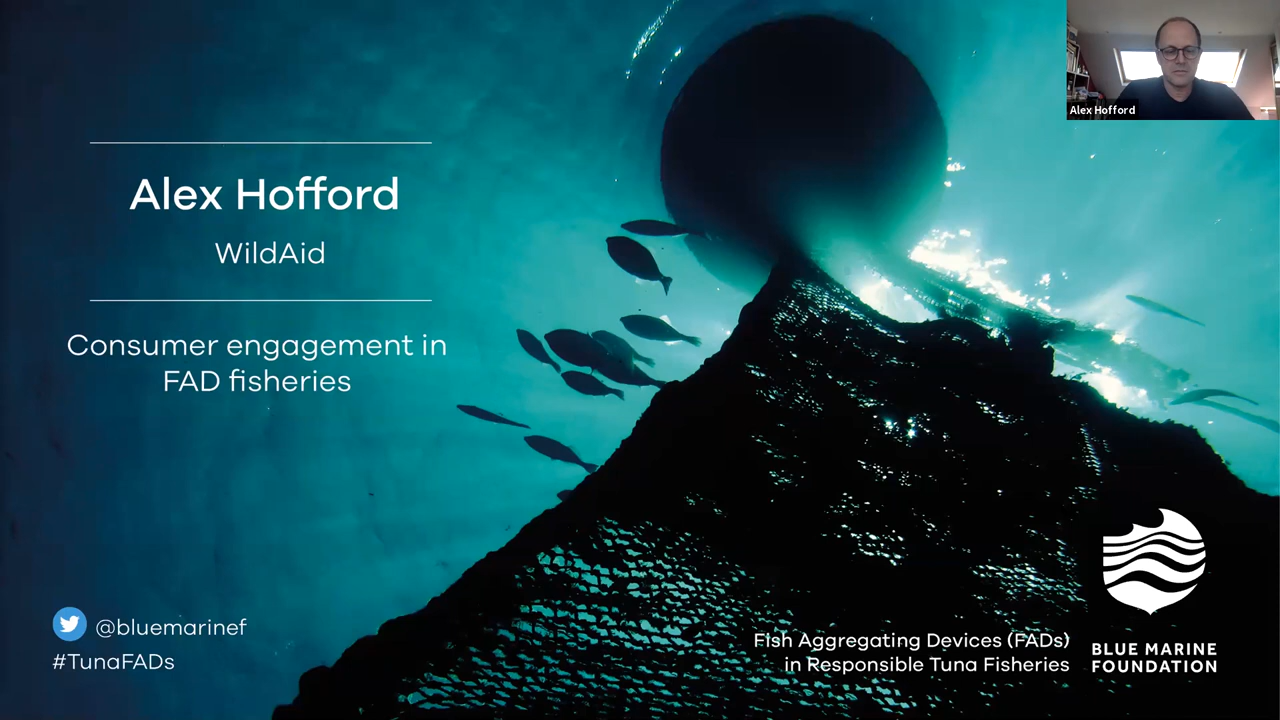 Alex Hofford
Alex Hofford
WildAid
Consumer engagement in
FAD fisheries
@bluemarinef
#TunaFADs
Fish Aggregating Devices (FADs)
in Responsible Tuna Fisheries
BLUE MARINE
FOUNDATION